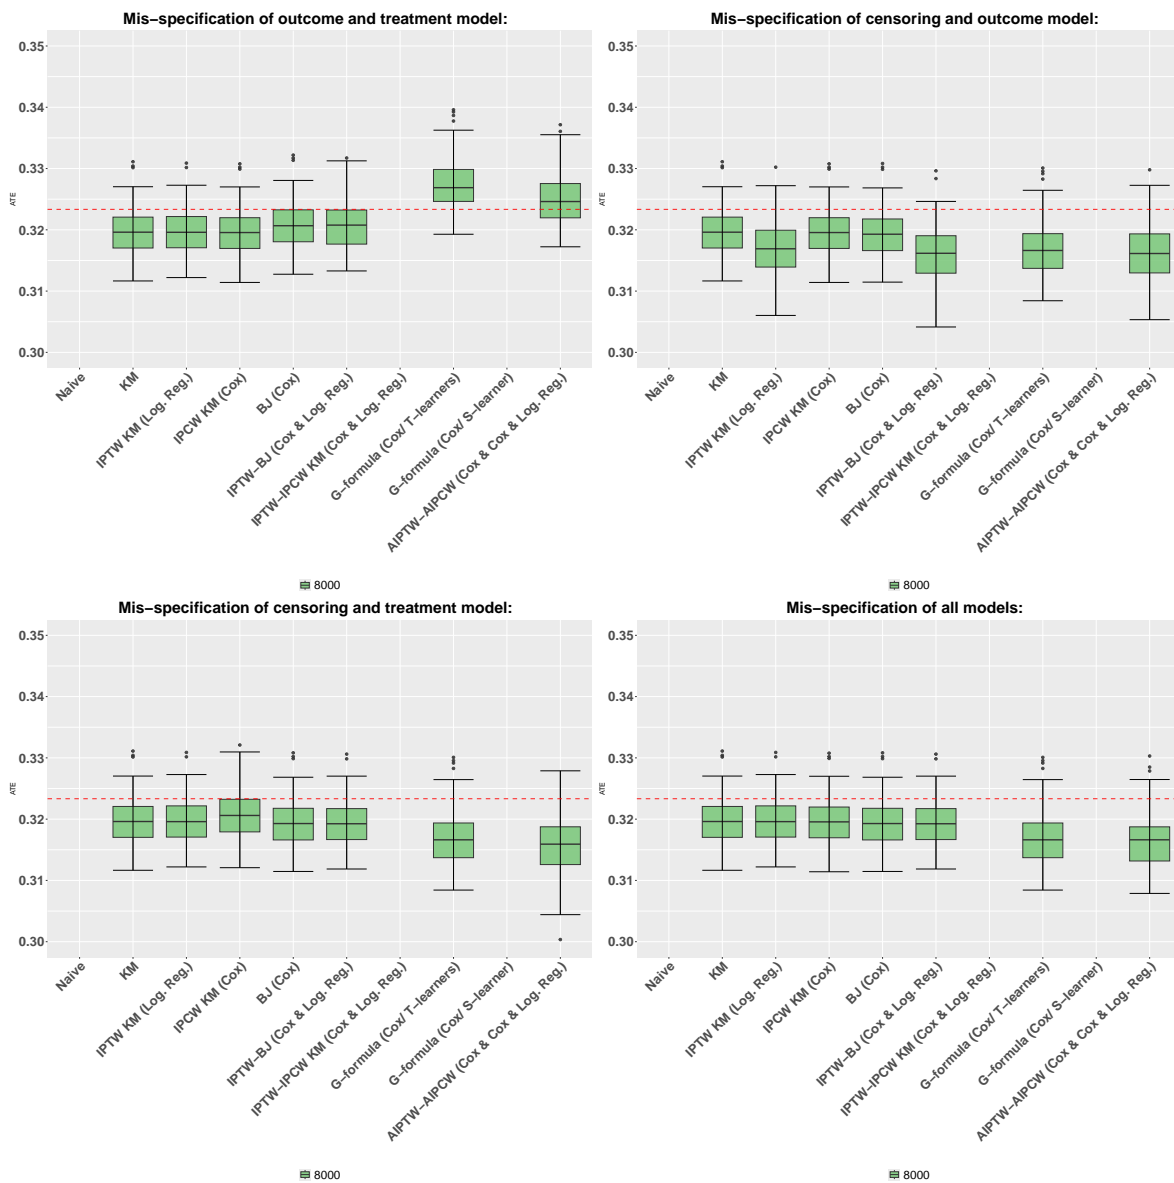 Mis−specification of outcome and treatment model:
0.35
0.34
0.33
0.32
0.31
0.30
ATE
Naive
KM
IPTW KM (Log. Reg.)
IPCW KM (Cox)
BJ (Cox)
IPTW−BJ (Cox & Log. Reg.)
IPTW−IPCW KM (Cox & Log. Reg.)
G−formula (Cox/ T−learners)
G−formula (Cox/ S−learner)
AIPTW−AIPCW (Cox & Cox & Log. Reg.)
8000
Mis−specification of censoring and outcome model:
0.35
0.34
0.33
0.32
0.31
0.30
ATE
Naive
KM
IPTW KM (Log. Reg.)
IPCW KM (Cox)
BJ (Cox)
IPTW−BJ (Cox & Log. Reg.)
IPTW−IPCW KM (Cox & Log. Reg.)
G−formula (Cox/ T−learners)
G−formula (Cox/ S−learner)
AIPTW−AIPCW (Cox & Cox & Log. Reg.)
8000
Mis−specification of censoring and treatment model:
0.35
0.34
0.33
0.32
0.31
0.30
ATE
Naive
KM
IPTW KM (Log. Reg.)
IPCW KM (Cox)
BJ (Cox)
IPTW−BJ (Cox & Log. Reg.)
IPTW−IPCW KM (Cox & Log. Reg.)
G−formula (Cox/ T−learners)
G−formula (Cox/ S−learner)
AIPTW−AIPCW (Cox & Cox & Log. Reg.)
8000
Mis−specification of all models:
0.35
0.34
0.33
0.32
0.31
0.30
ATE
Naive
KM
IPTW KM (Log. Reg.)
IPCW KM (Cox)
BJ (Cox)
IPTW−BJ (Cox & Log. Reg.)
IPTW−IPCW KM (Cox & Log. Reg.)
G−formula (Cox/ T−learners)
G−formula (Cox/ S−learner)
AIPTW−AIPCW (Cox & Cox & Log. Reg.)
8000